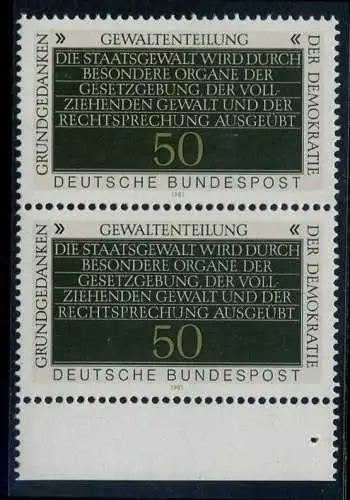 » GEWALTENTEILUNG «
GRUNDGEDANKEN
DER DEMOKRATIE
DIE STAATSGEWALT WIRD DURCH
BESONDERE ORGANE DER
GESETZGEBUNG, DER VOLL-
ZIEHENDEN GEWALT UND DER
RECHTSPRECHUNG AUSGEÜBT
50
DEUTSCHE BUNDESPOST
1981
» GEWALTENTEILUNG «
GRUNDGEDANKEN
DER DEMOKRATIE
DIE STAATSGEWALT WIRD DURCH
BESONDERE ORGANE DER
GESETZGEBUNG, DER VOLL-
ZIEHENDEN GEWALT UND DER
RECHTSPRECHUNG AUSGEÜBT
50
DEUTSCHE BUNDESPOST
1981